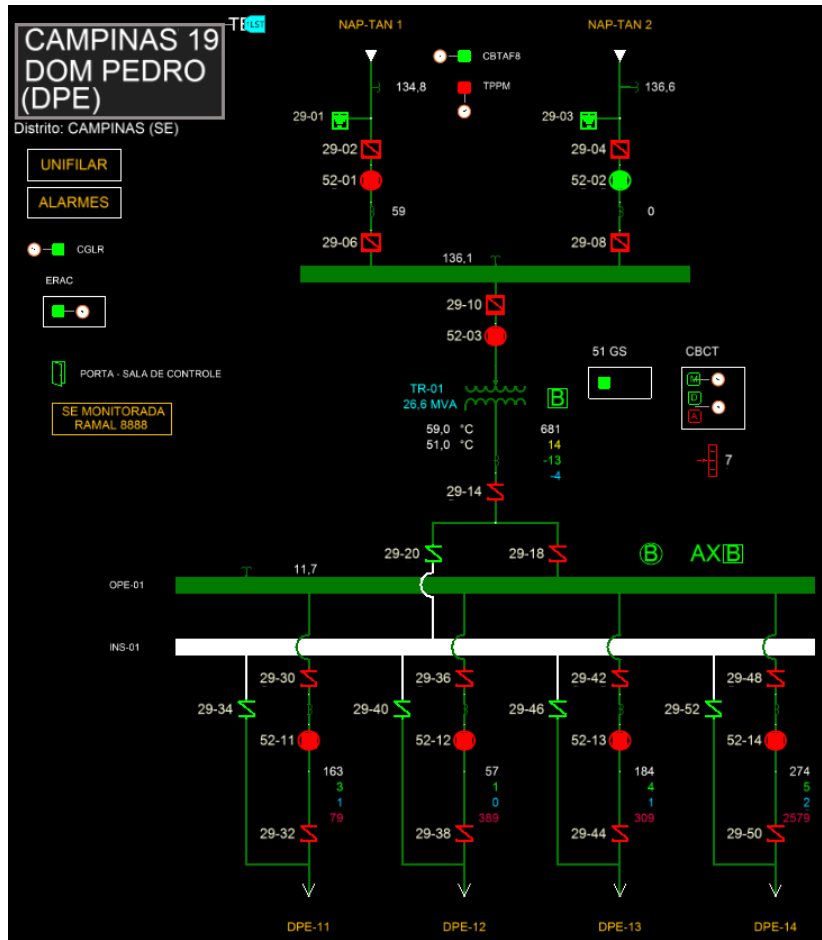 CAMPINAS 19
DOM PEDRO
(DPE)
TLST
Distrito: CAMPINAS (SE)
UNIFILAR
ALARMES
CGLR
ERAC
PORTA - SALA DE CONTROLE
SE MONITORADA
RAMAL 8888
NAP-TAN 1
NAP-TAN 2
CBTAF8
TPPM
134,8
136,6
29-01
29-03
29-02
29-04
52-01
52-02
59
0
29-06
29-08
136,1
29-10
52-03
TR-01
26,6 MVA
B
59,0 °C
51,0 °C
681
14
-13
-4
51 GS
CBCT
M
D
A
7
29-14
29-20
29-18
B
AX B
OPE-01
11,7
INS-01
29-30
29-36
29-42
29-48
29-34
29-40
29-46
29-52
52-11
52-12
52-13
52-14
163
3
1
79
57
1
0
389
184
4
1
309
274
5
2
2579
29-32
29-38
29-44
29-50
DPE-11
DPE-12
DPE-13
DPE-14